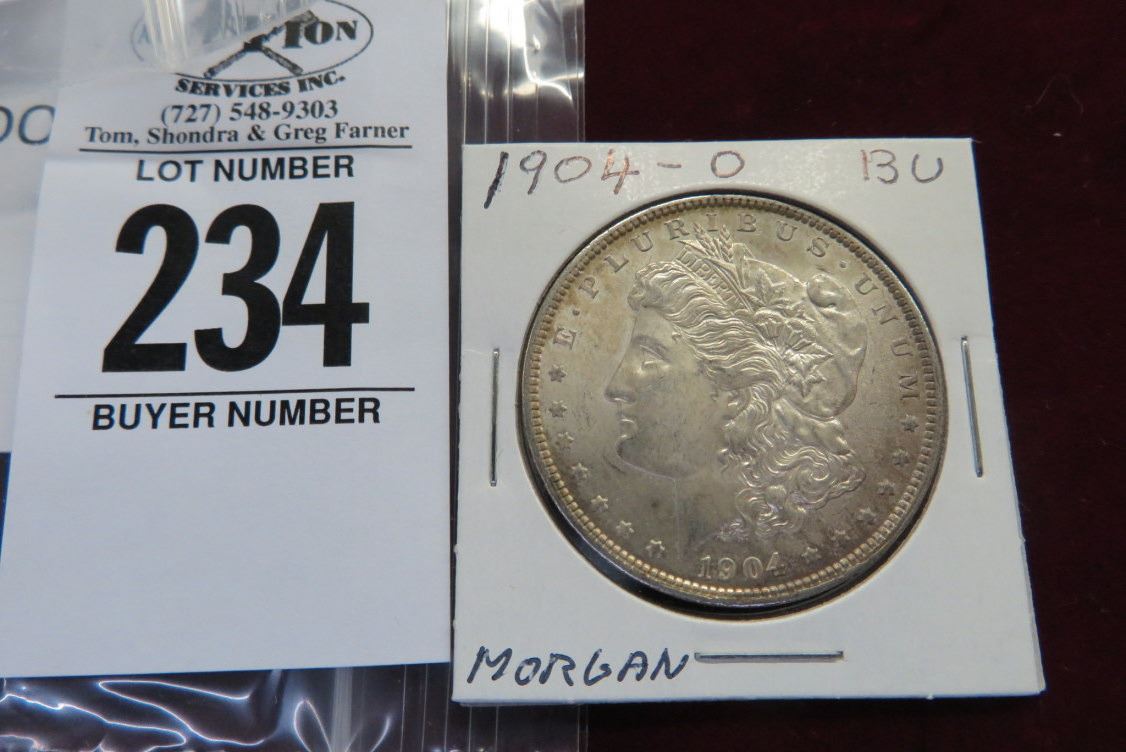 SERVICES INC.
(727) 548-9303
Tom, Shondra & Greg Farner
LOT NUMBER
234
BUYER NUMBER
1904-O BU
E·PLURIBUS·UNUM
LIBERTY
1904
MORGAN